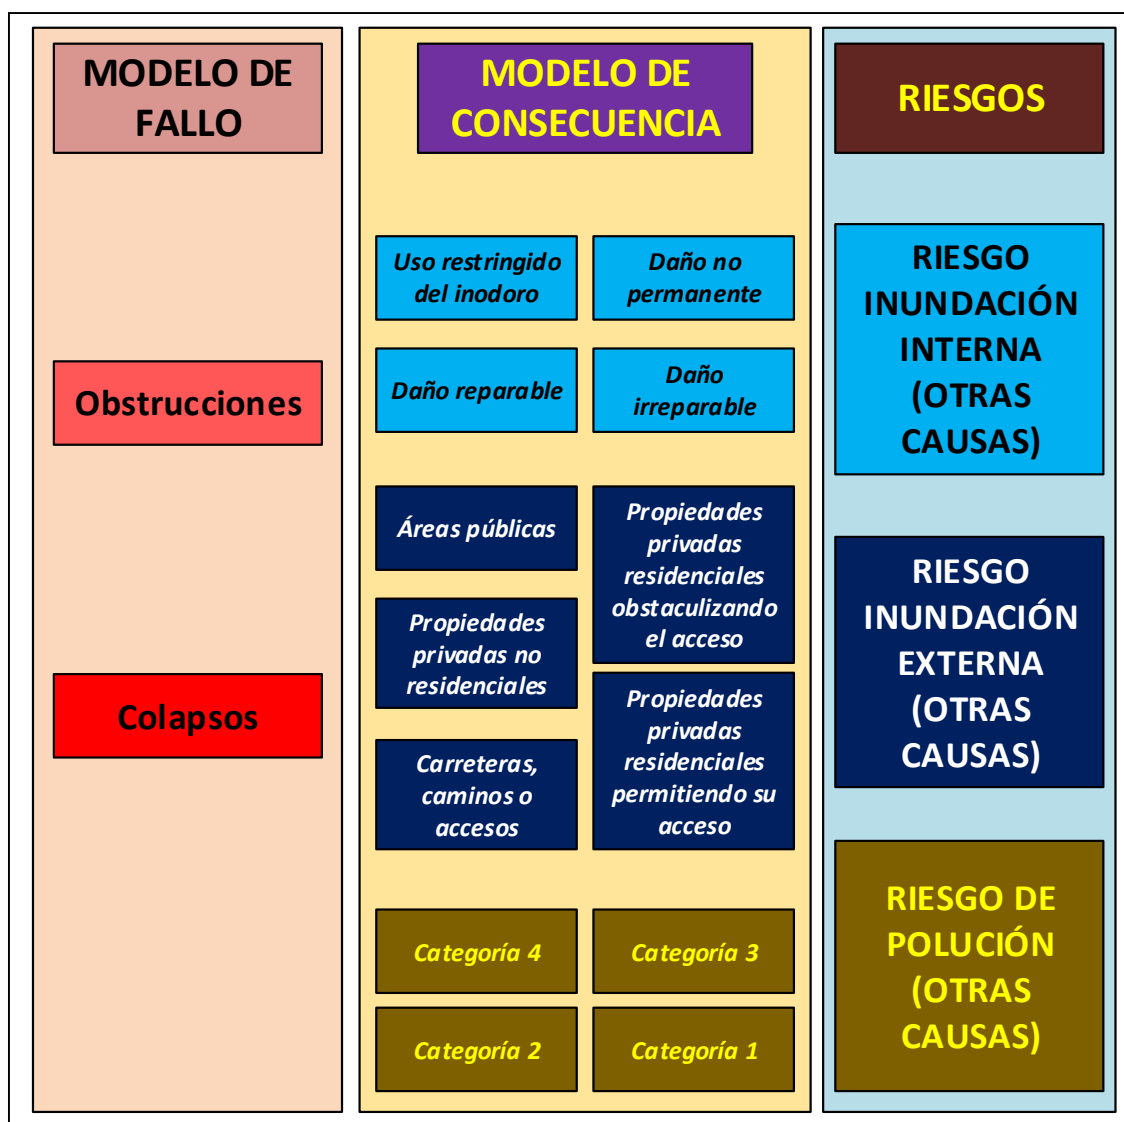 MODELO DE
FALLO
Obstrucciones
Colapsos
MODELO DE
CONSECUENCIA
Uso restringido
del inodoro
Daño no
permanente
Daño reparable
Daño
irreparable
Áreas públicas
Propiedades
privadas
residenciales
obstaculizando
el acceso
Propiedades
privadas no
residenciales
Propiedades
privadas
residenciales
permitiendo su
acceso
Carreteras,
caminos o
accesos
Categoría 4
Categoría 3
Categoría 2
Categoría 1
RIESGOS
RIESGO
INUNDACIÓN
INTERNA
(OTRAS
CAUSAS)
RIESGO
INUNDACIÓN
EXTERNA
(OTRAS
CAUSAS)
RIESGO DE
POLUCIÓN
(OTRAS
CAUSAS)